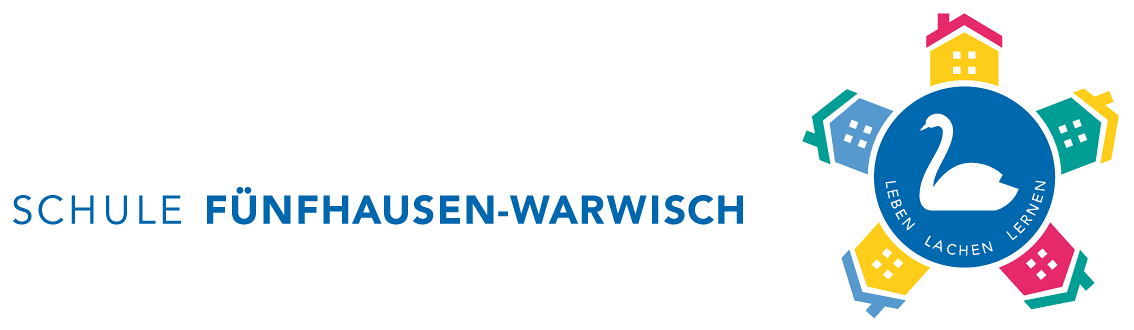 SCHULE FÜNFHAUSEN-WARWISCH
LEBEN LACHEN LERNEN